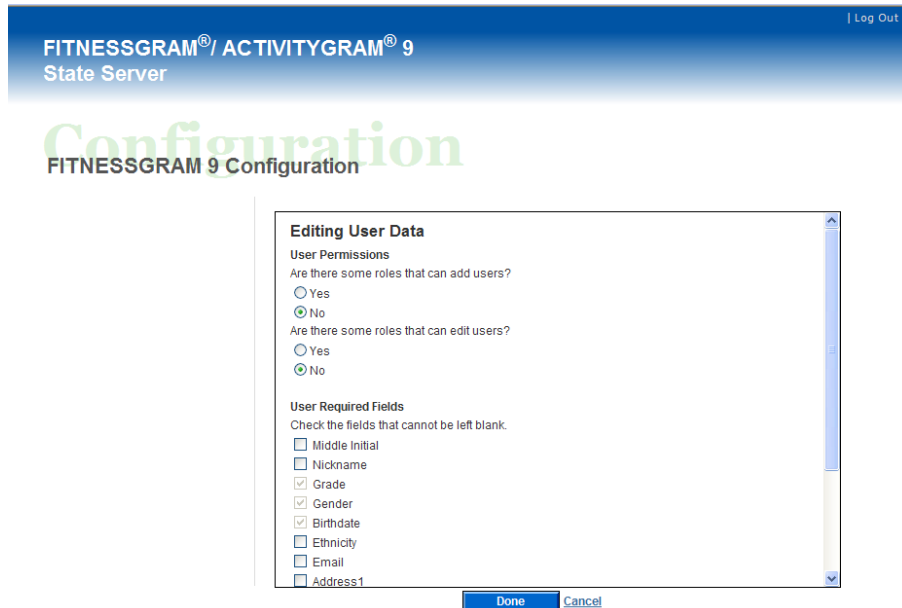 | Log Out
FITNESSGRAM®/ ACTIVITYGRAM® 9
State Server
Configuration
FITNESSGRAM 9 Configuration
Editing User Data
User Permissions
Are there some roles that can add users?
Yes
No
Are there some roles that can edit users?
Yes
No
User Required Fields
Check the fields that cannot be left blank.
Middle Initial
Nickname
Grade
Gender
Birthdate
Ethnicity
Email
Address1
Done Cancel